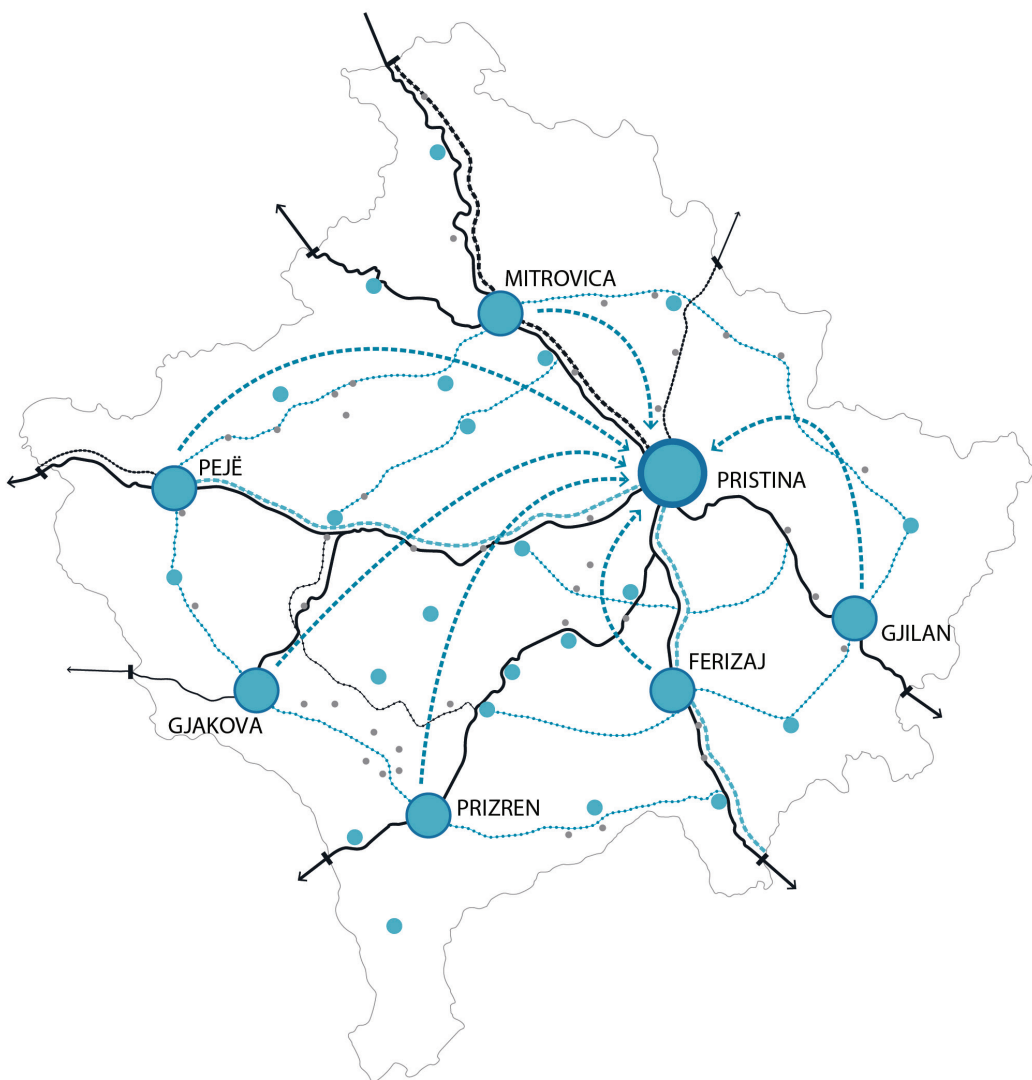 MITROVICA
PEJË
PRISTINA
GJILAN
FERIZAJ
GJAKOVA
PRIZREN